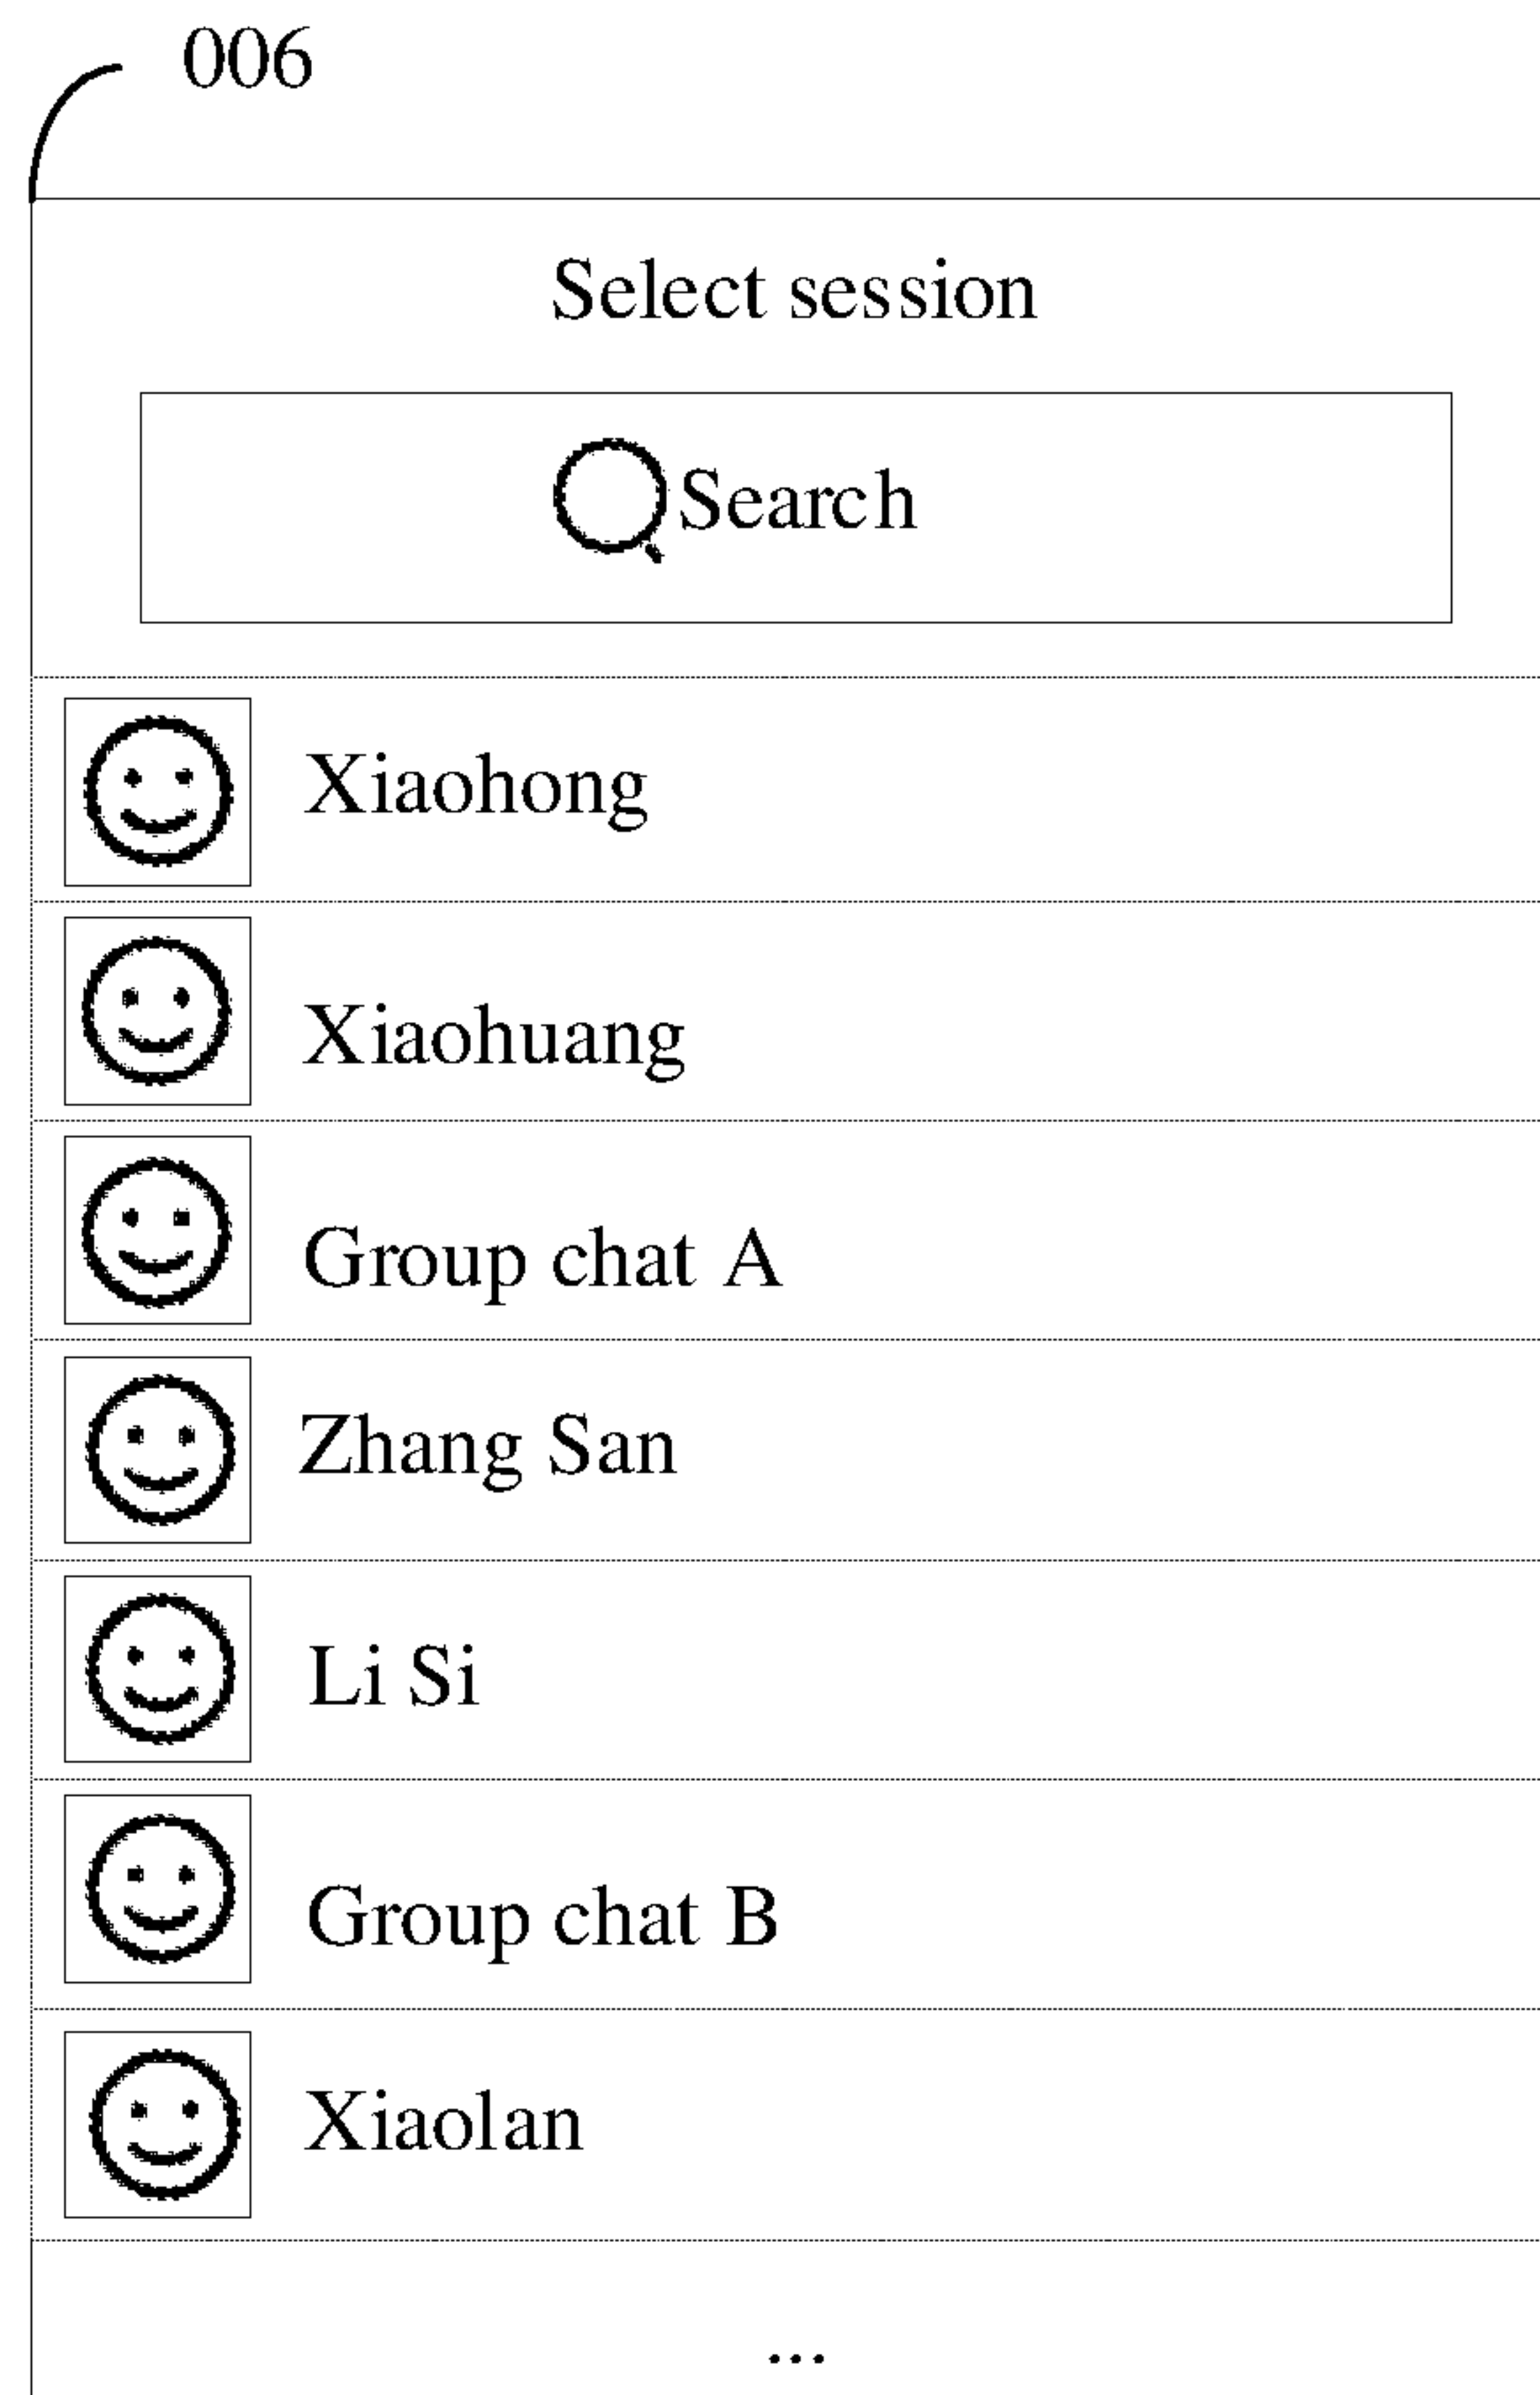 006
Select session
Search
Xiaohong
Xiaohuang
Group chat A
Zhang San
Li Si
Group chat B
Xiaolan
...